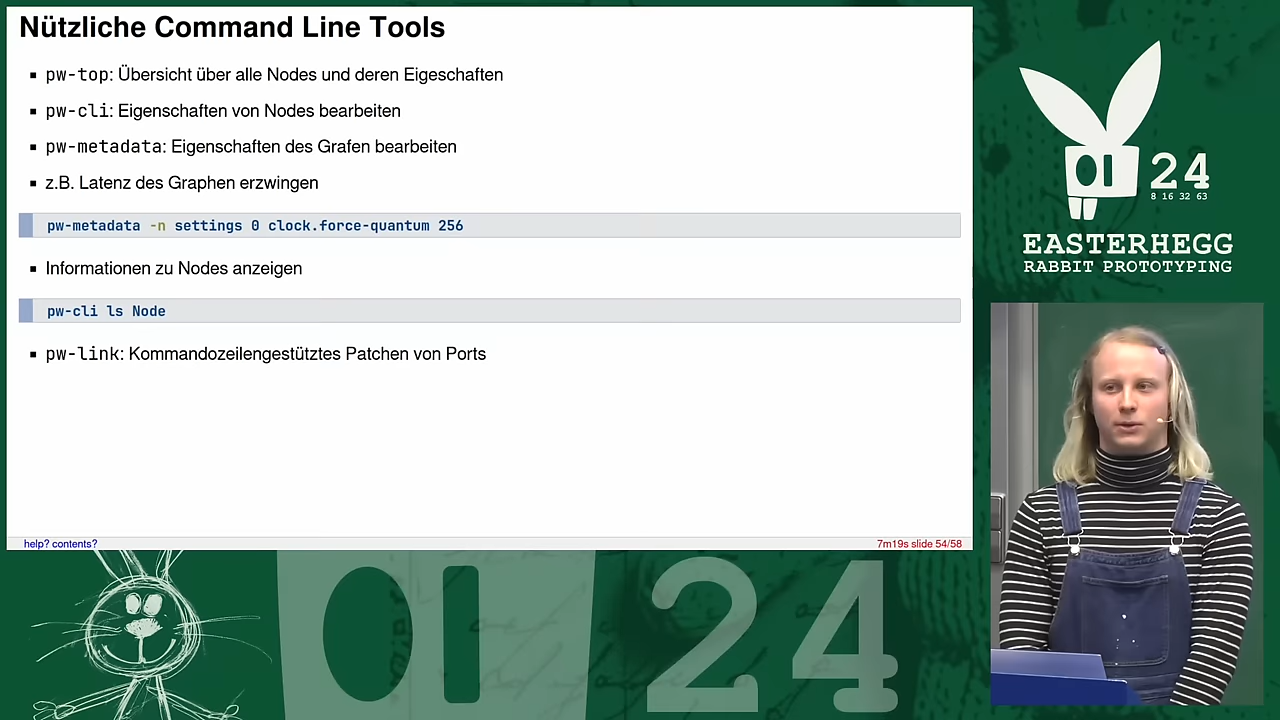 Nützliche Command Line Tools
pw-top: Übersicht über alle Nodes und deren Eigeschaften
pw-cli: Eigenschaften von Nodes bearbeiten
pw-metadata: Eigenschaften des Grafen bearbeiten
z.B. Latenz des Graphen erzwingen
pw-metadata -n settings 0 clock.force-quantum 256
Informationen zu Nodes anzeigen
pw-cli ls Node
pw-link: Kommandozeilengestütztes Patchen von Ports
help? contents?
7m19s slide 54/58
24
8 16 32 63
EASTERHEGG
RABBIT PROTOTYPING
24